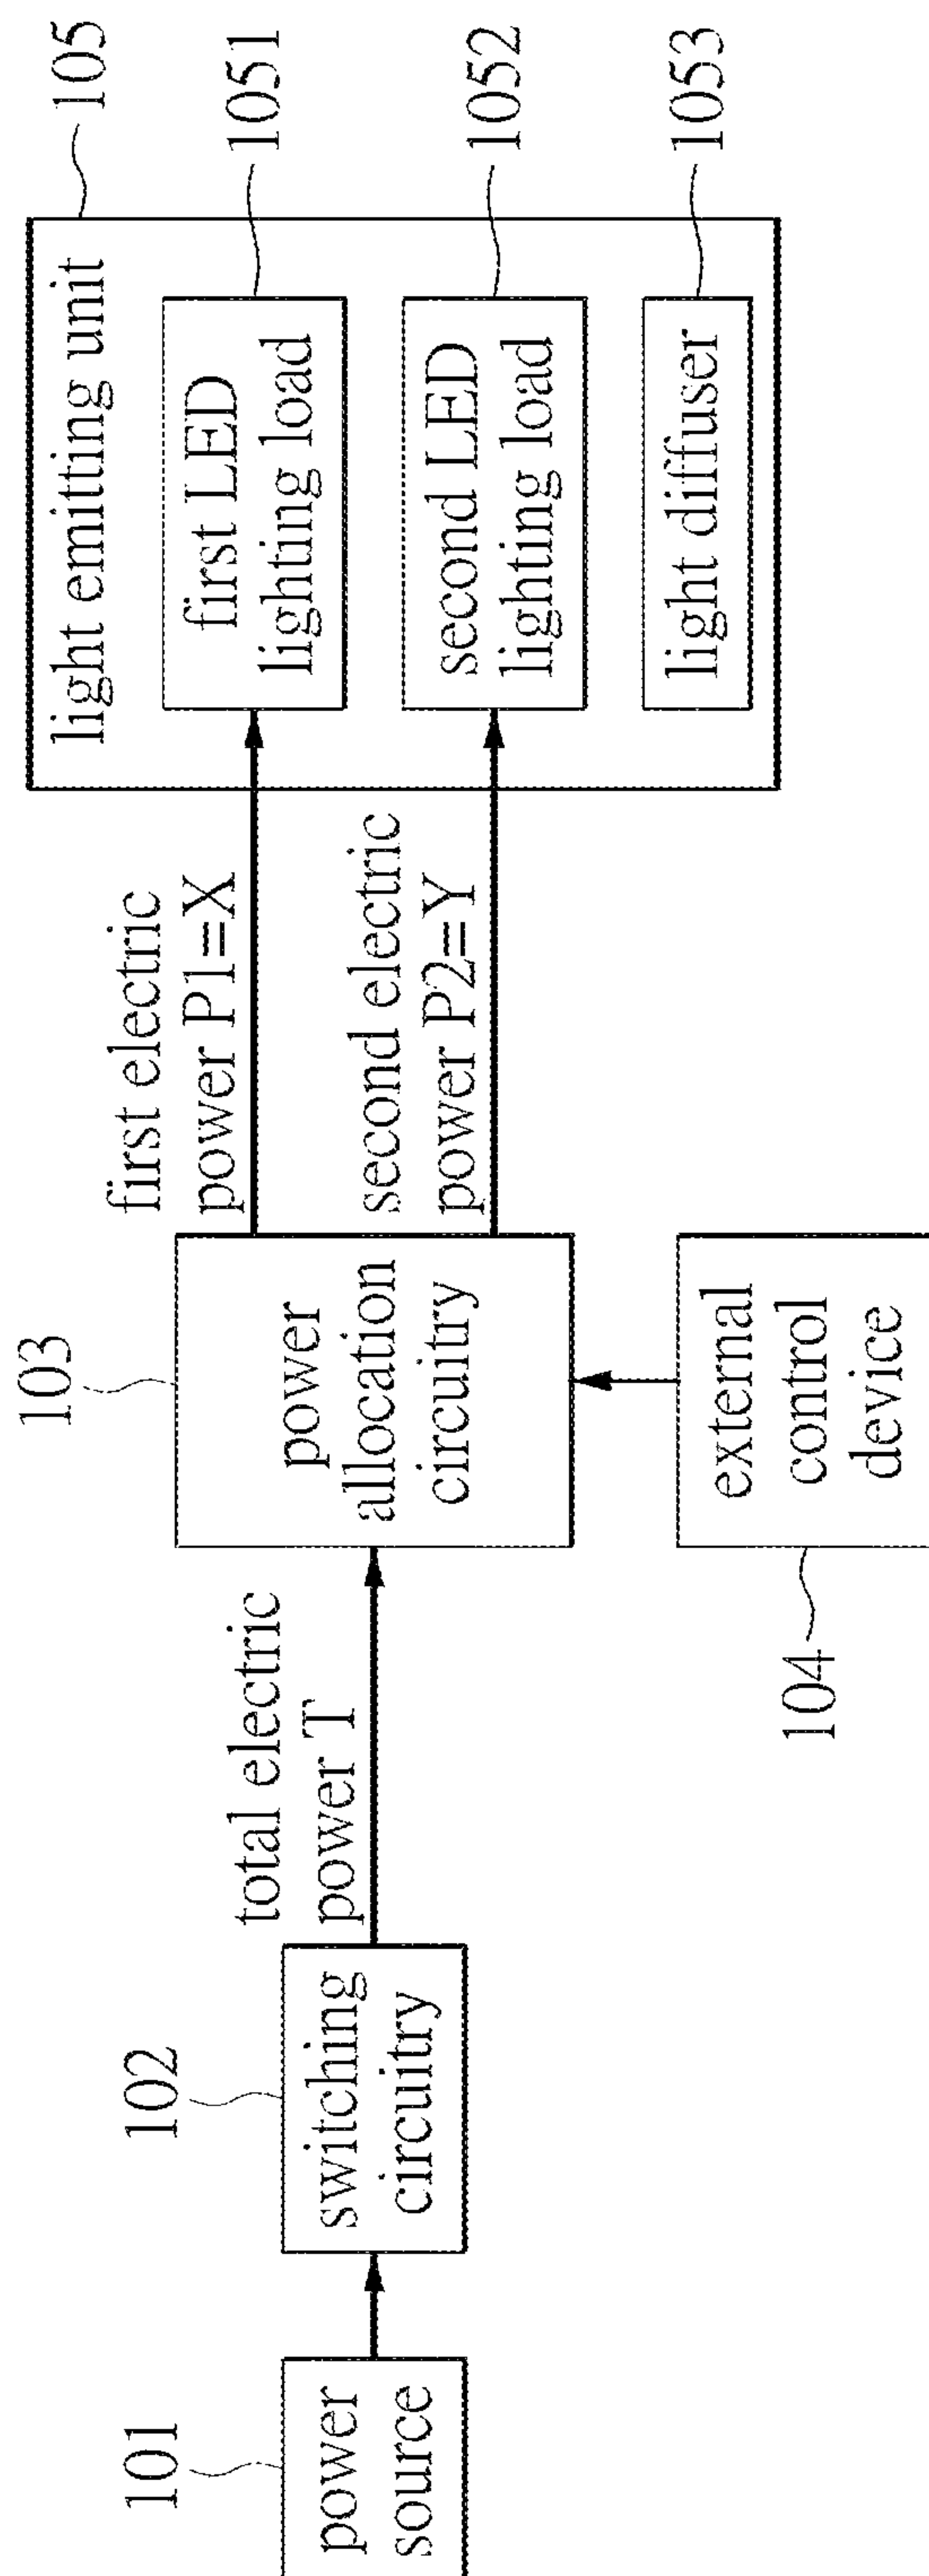 101
power
source
102
switching
circuitry
total electric
power T
103
power
allocation
circuitry
104
external
control
device
first electric
power P1=X
second electric
power P2=Y
105
light emitting unit
first LED
lighting load
1051
second LED
lighting load
1052
light diffuser
1053